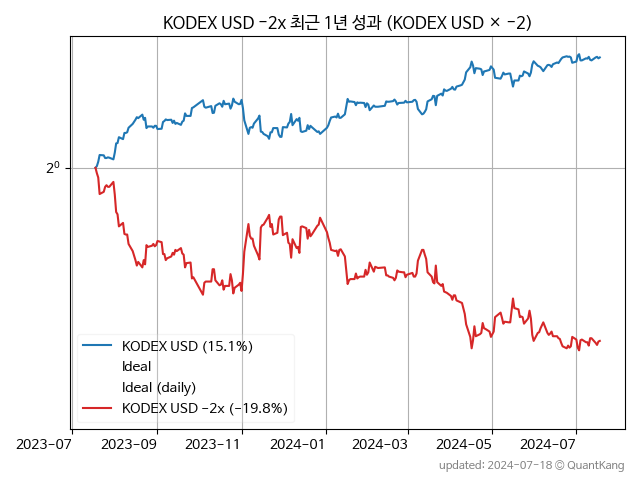 KODEX USD -2x 최근 1년 성과 (KODEX USD × -2)
2⁰
KODEX USD (15.1%)
Ideal
Ideal (daily)
KODEX USD -2x (-19.8%)
2023-07 2023-09 2023-11 2024-01 2024-03 2024-05 2024-07
updated: 2024-07-18 © QuantKang